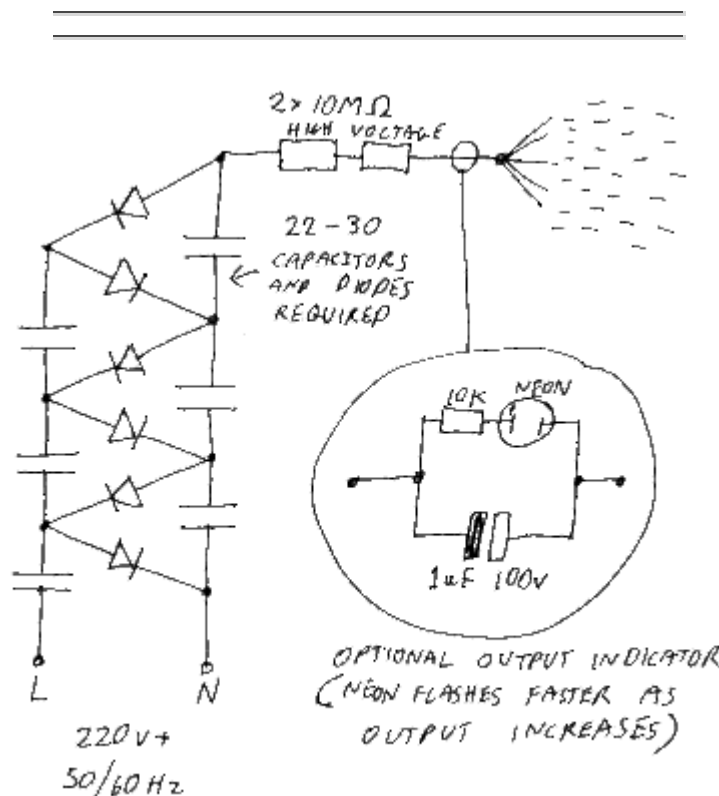 2x 10MΩ
HIGH VOLTAGE
22-30
CAPACITORS
AND DIODES
REQUIRED
10K
NEON
1uF 100v
OPTIONAL OUTPUT INDICATOR
(NEON FLASHES FASTER AS
OUTPUT INCREASES)
L
N
220v+
50/60Hz